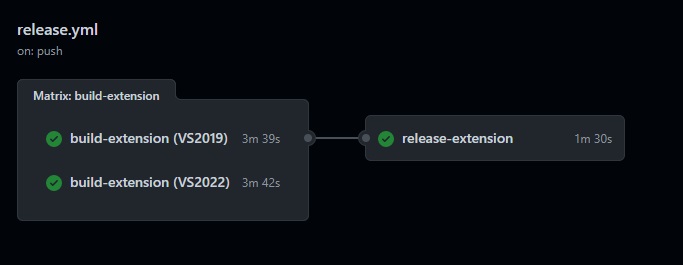 release.yml
on: push
Matrix: build-extension
build-extension (VS2019) 3m 39s
release-extension 1m 30s
build-extension (VS2022) 3m 42s